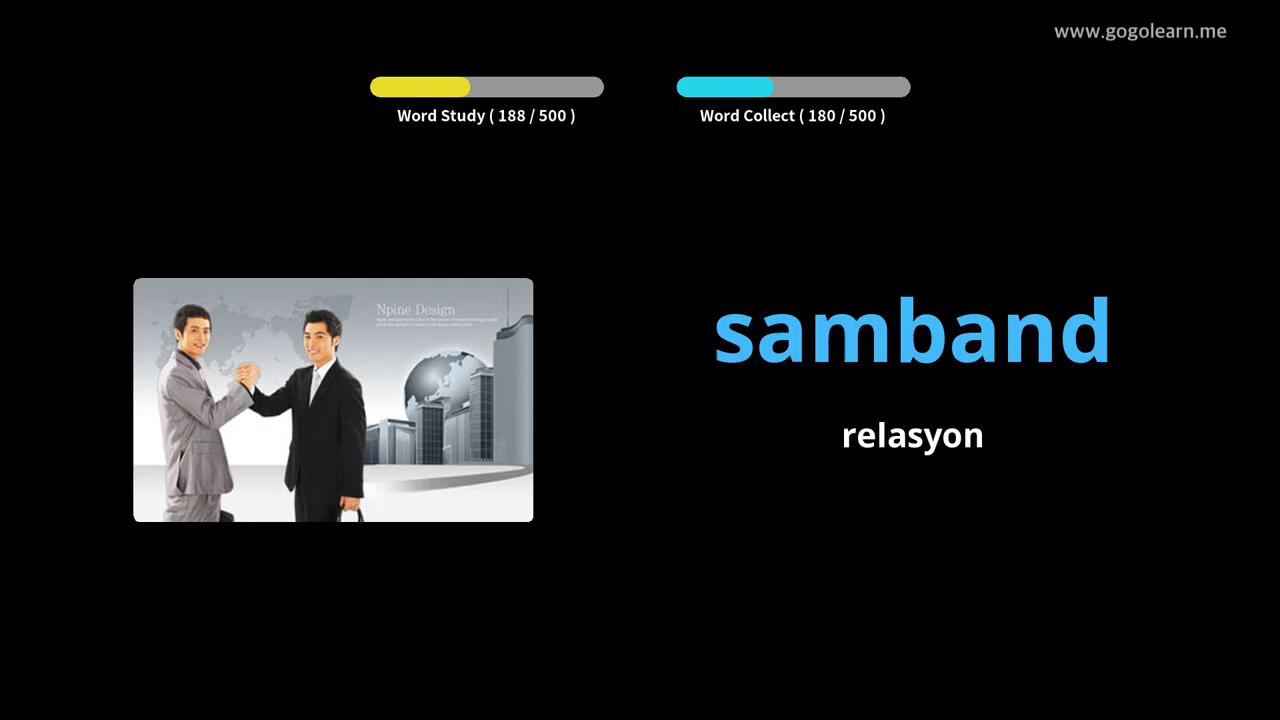 www.gogolearn.me
Word Study ( 188 / 500 )
Word Collect ( 180 / 500 )
Npine Design
samband
relasyon